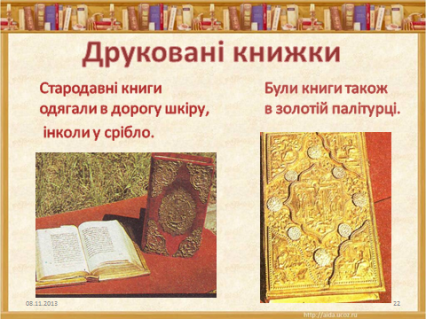 Друковані книжки
Стародавні книги
одягали в дорогу шкіру,
інколи у срібло.
Були книги також
в золотій палітурці.
08.11.2013
22
http://aida.ucoz.ru